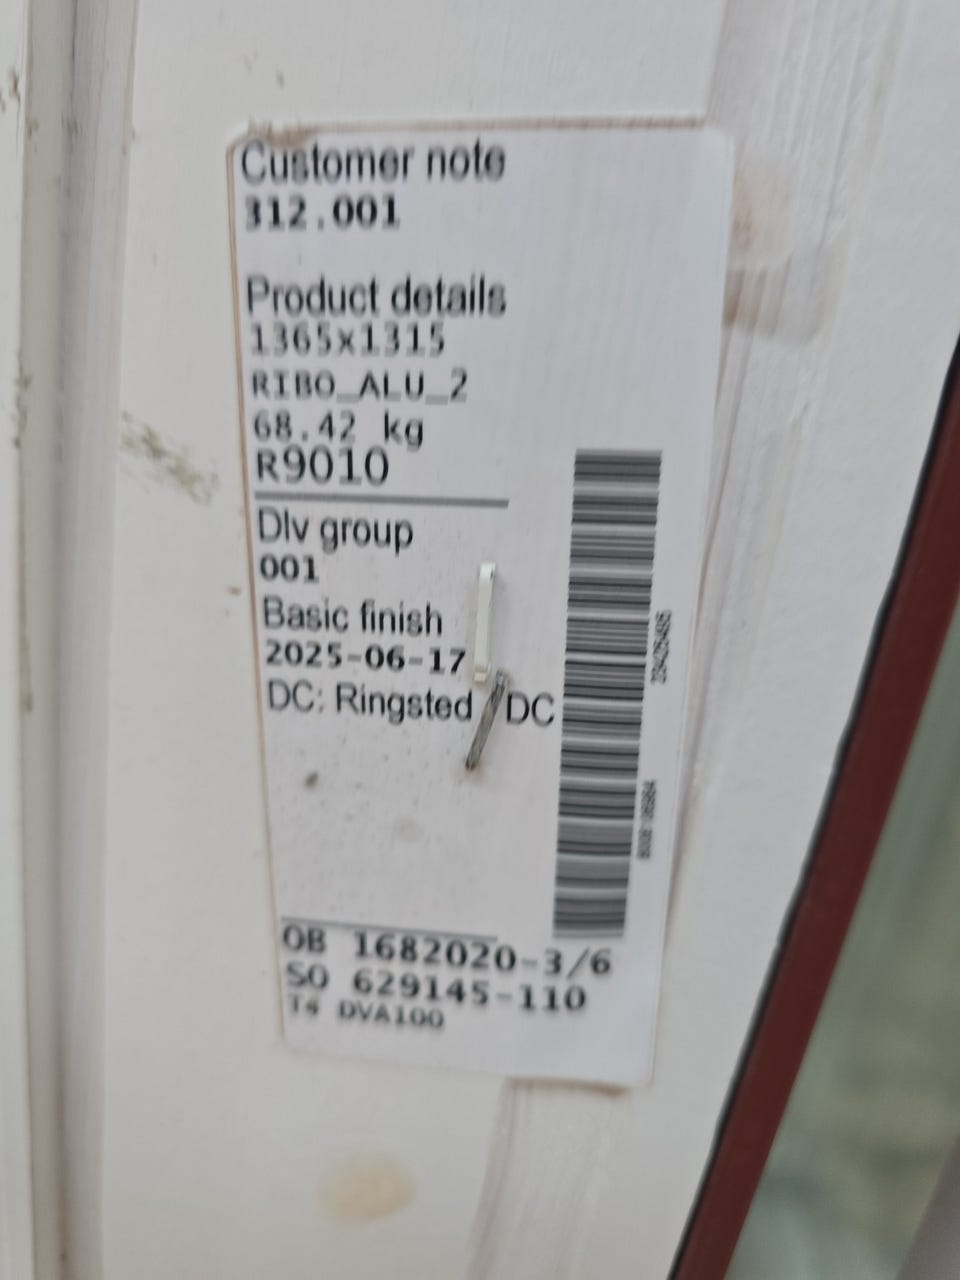 Customer note
312.001
Product details
1365x1315
RIBO_ALU_2
68.42 kg
R9010
Dlv group
001
Basic finish
2025-06-17
DC: Ringsted DC
OB 1682020-3/6
SO 629145-110
T4 DVA100